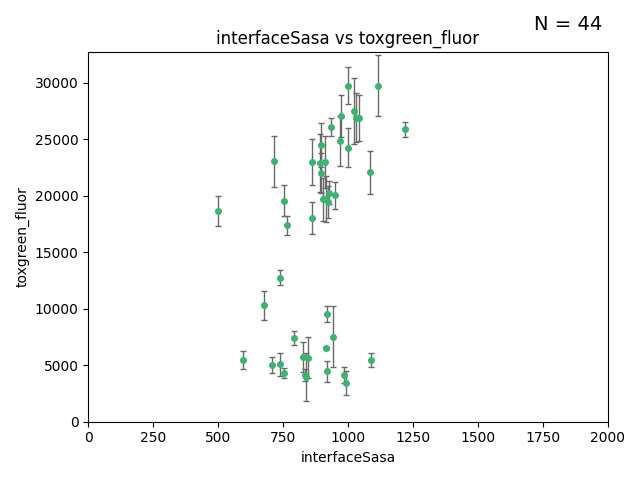 N = 44
interfaceSasa vs toxgreen_fluor
30000
25000
20000
15000
10000
5000
0
toxgreen_fluor
0 250 500 750 1000 1250 1500 1750 2000
interfaceSasa